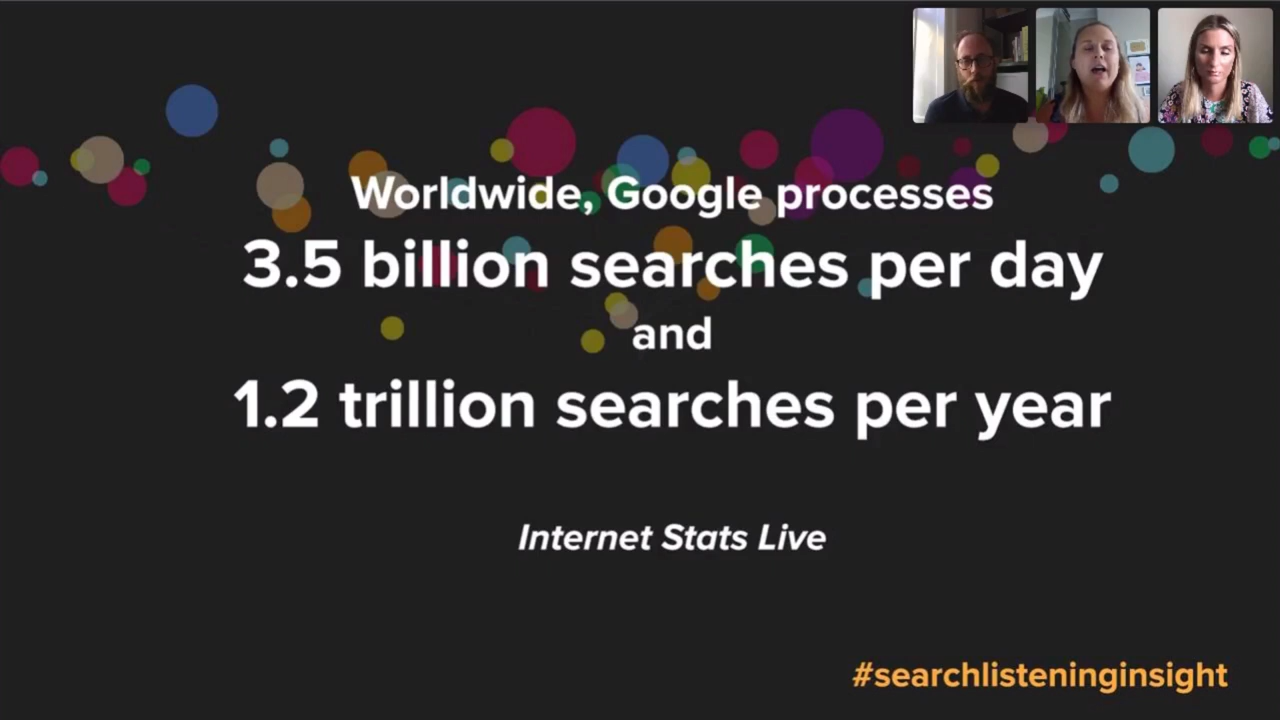 Worldwide, Google processes
3.5 billion searches per day
and
1.2 trillion searches per year
Internet Stats Live
#searchlisteninginsight